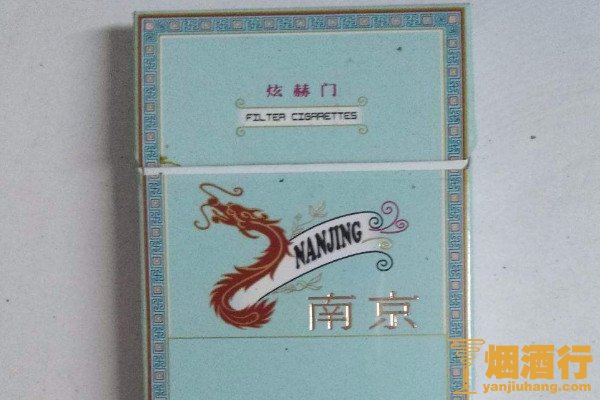 炫赫门
FILTER CIGARETTES
NANJING
南京
烟酒行
yanjiuhang.com